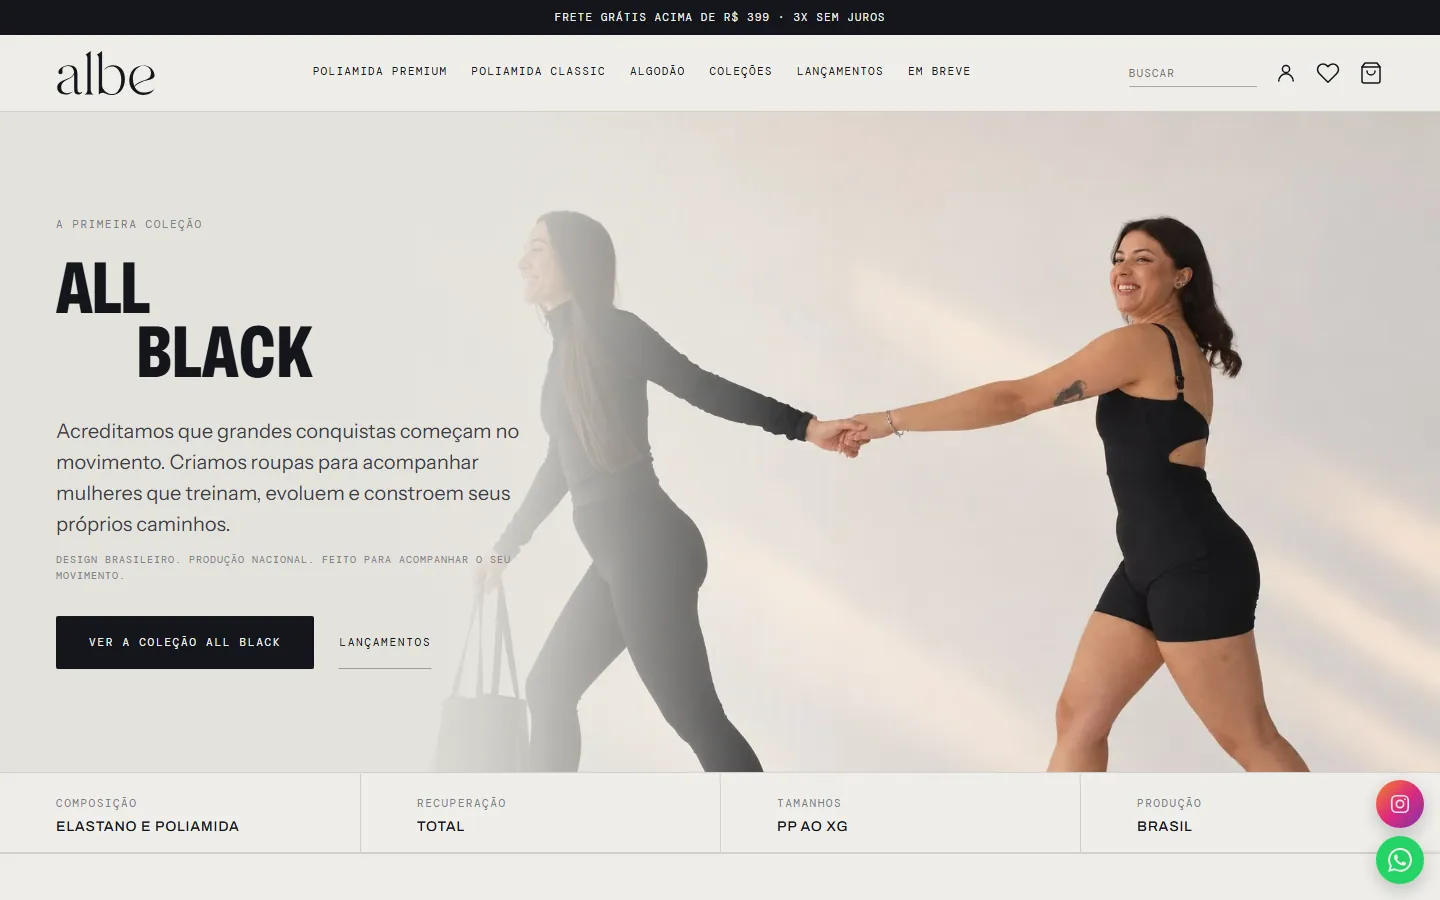 FRETE GRÁTIS ACIMA DE R$ 399 · 3X SEM JUROS
albe
POLIAMIDA PREMIUM
POLIAMIDA CLASSIC
ALGODÃO
COLEÇÕES
LANÇAMENTOS
EM BREVE
BUSCAR
A PRIMEIRA COLEÇÃO
ALL
BLACK
Acreditamos que grandes conquistas começam no
movimento. Criamos roupas para acompanhar
mulheres que treinam, evoluem e constroem seus
próprios caminhos.
DESIGN BRASILEIRO. PRODUÇÃO NACIONAL. FEITO PARA ACOMPANHAR O SEU
MOVIMENTO.
VER A COLEÇÃO ALL BLACK
LANÇAMENTOS
COMPOSIÇÃO
ELASTANO E POLIAMIDA
RECUPERAÇÃO
TOTAL
TAMANHOS
PP AO XG
PRODUÇÃO
BRASIL